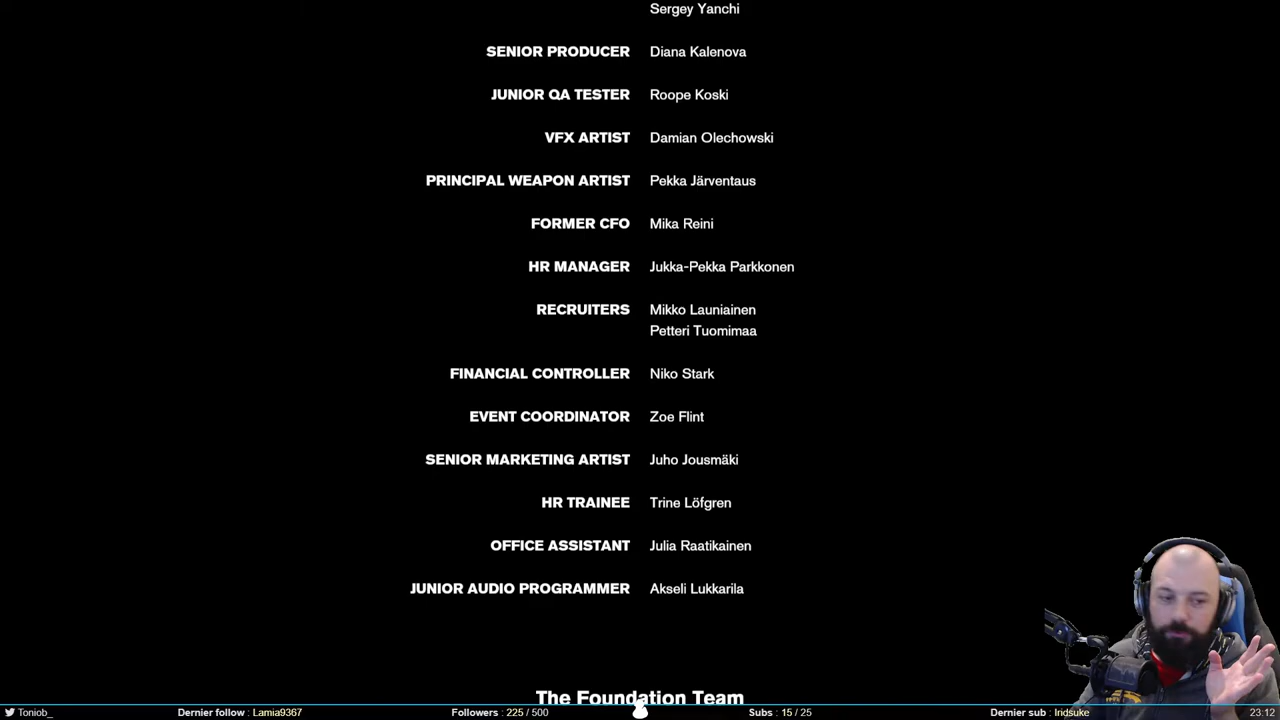 Sergey Yanchi
SENIOR PRODUCER Diana Kalenova
JUNIOR QA TESTER Roope Koski
VFX ARTIST Damian Olechowski
PRINCIPAL WEAPON ARTIST Pekka Järventaus
FORMER CFO Mika Reini
HR MANAGER Jukka-Pekka Parkkonen
RECRUITERS Mikko Launiainen
Petteri Tuomimaa
FINANCIAL CONTROLLER Niko Stark
EVENT COORDINATOR Zoe Flint
SENIOR MARKETING ARTIST Juho Jousmäki
HR TRAINEE Trine Löfgren
OFFICE ASSISTANT Julia Raatikainen
JUNIOR AUDIO PROGRAMMER Akseli Lukkarila
The Foundation Team
Toniob_ Dernier follow : Lamia9367 Followers : 225 / 500 Subs : 15 / 25 Dernier sub : Iridsuke 23:12